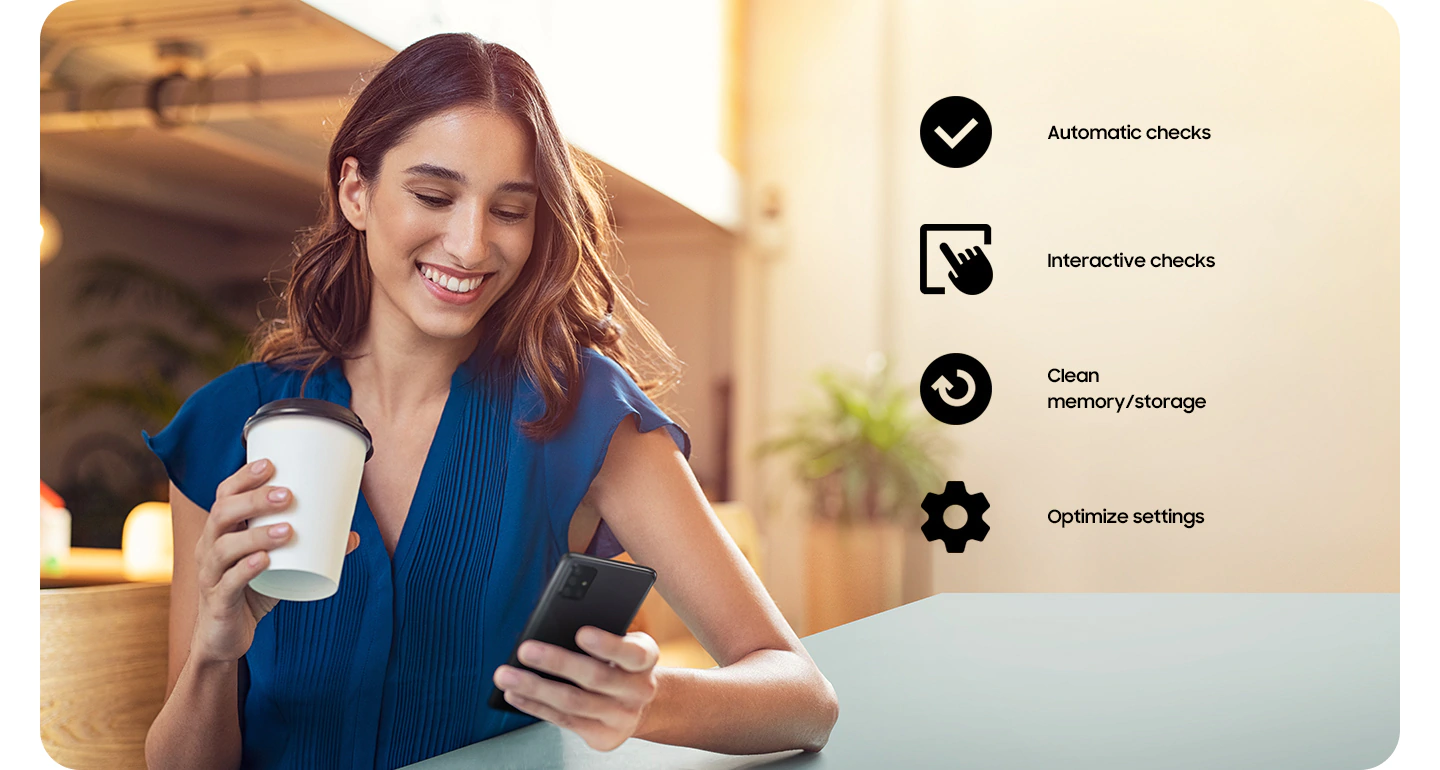 Automatic checks
Interactive checks
Clean
memory/storage
Optimize settings